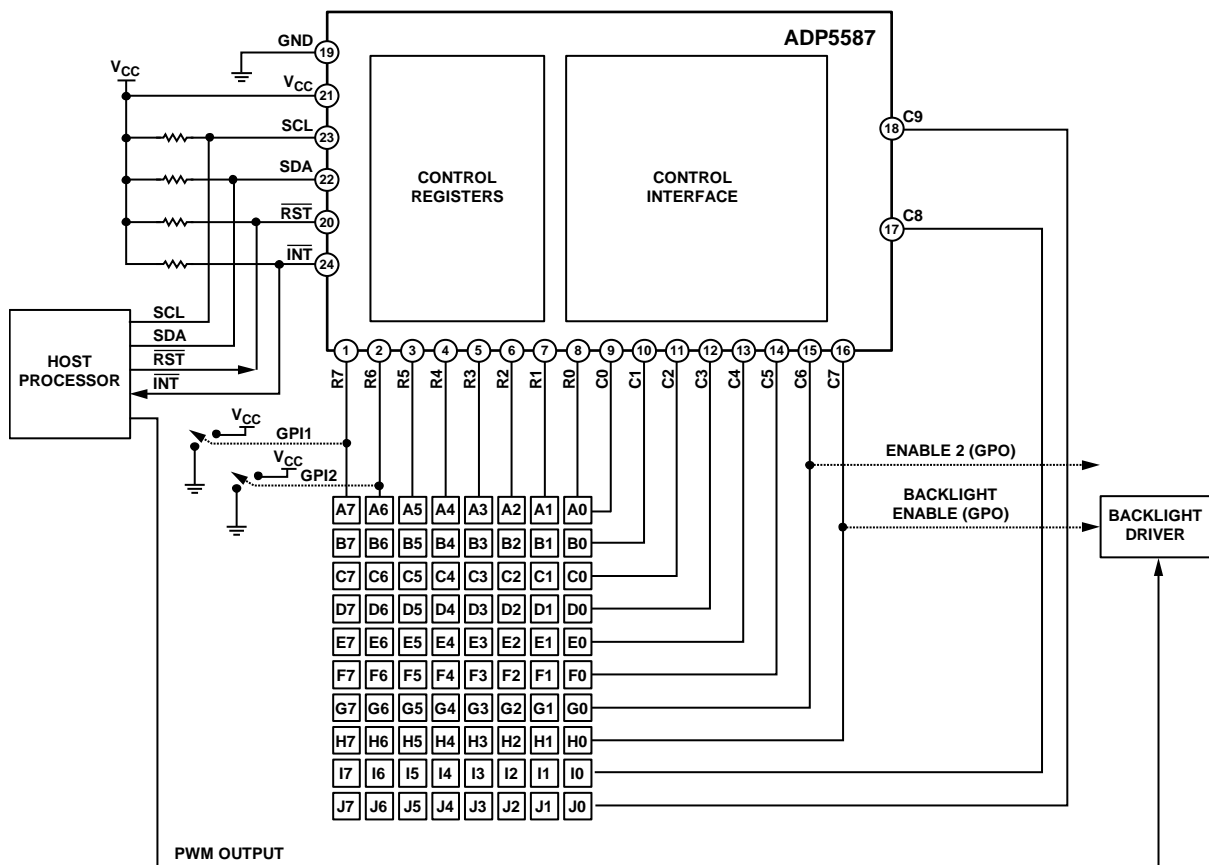 ADP5587
GND
19
VCC
VCC
21
SCL
23
SDA
22
RST
20
INT
24
CONTROL
REGISTERS
CONTROL
INTERFACE
18
C9
17
C8
HOST
PROCESSOR
SCL
SDA
RST
INT
1 2 3 4 5 6 7 8 9 10 11 12 13 14 15 16
R7 R6 R5 R4 R3 R2 R1 R0 C0 C1 C2 C3 C4 C5 C6 C7
VCC
GPI1
VCC
GPI2
ENABLE 2 (GPO)
BACKLIGHT
ENABLE (GPO)
BACKLIGHT
DRIVER
A7 A6 A5 A4 A3 A2 A1 A0
B7 B6 B5 B4 B3 B2 B1 B0
C7 C6 C5 C4 C3 C2 C1 C0
D7 D6 D5 D4 D3 D2 D1 D0
E7 E6 E5 E4 E3 E2 E1 E0
F7 F6 F5 F4 F3 F2 F1 F0
G7 G6 G5 G4 G3 G2 G1 G0
H7 H6 H5 H4 H3 H2 H1 H0
I7 I6 I5 I4 I3 I2 I1 I0
J7 J6 J5 J4 J3 J2 J1 J0
PWM OUTPUT